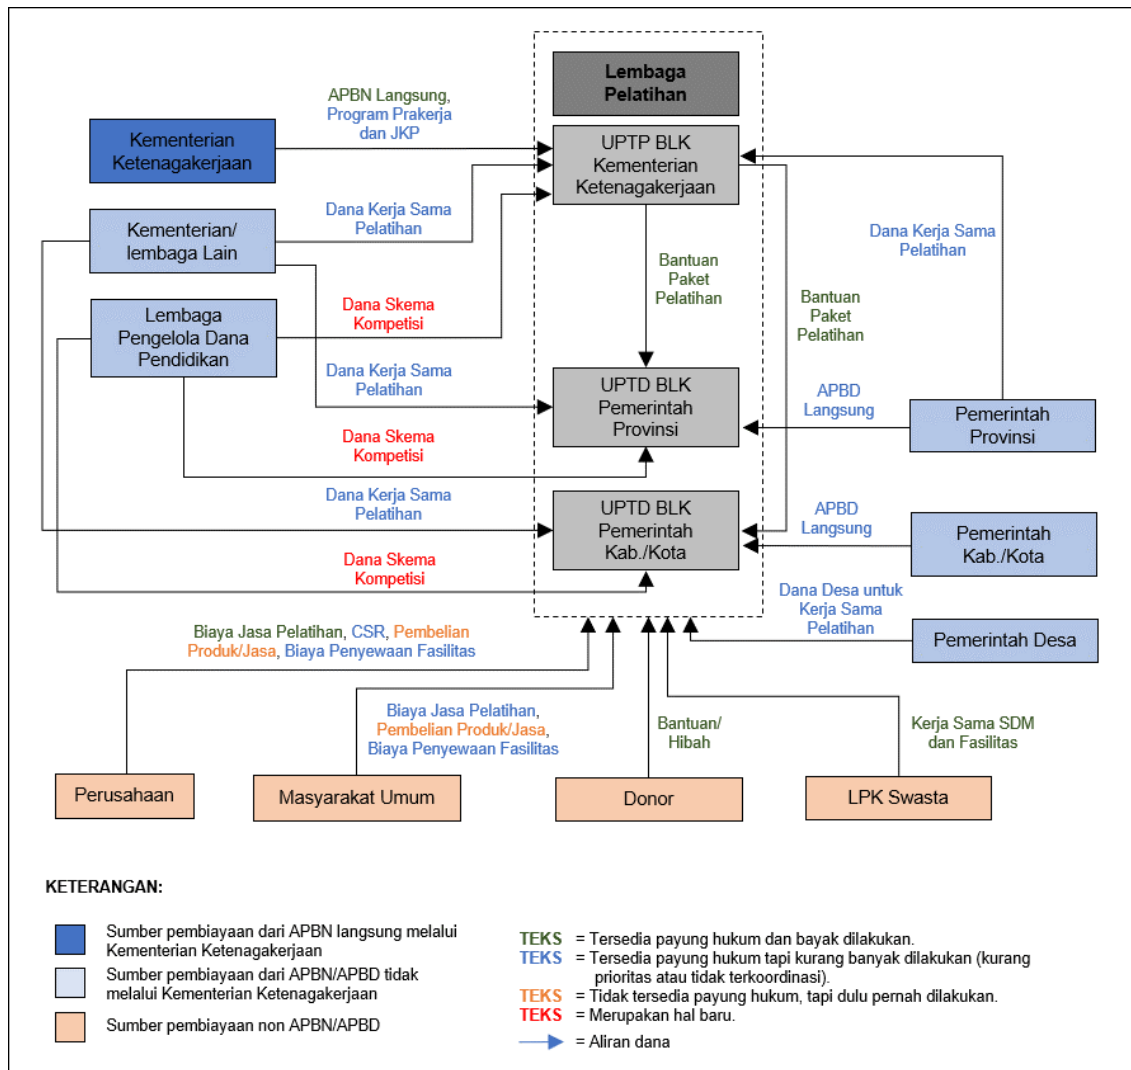 Lembaga
Pelatihan
APBN Langsung,
Program Prakerja
dan JKP
Kementerian
Ketenagakerjaan
UPTP BLK
Kementerian
Ketenagakerjaan
Kementerian/
lembaga Lain
Dana Kerja Sama
Pelatihan
Dana Kerja Sama
Pelatihan
Bantuan
Paket
Pelatihan
Bantuan
Paket
Pelatihan
Lembaga
Pengelola Dana
Pendidikan
Dana Skema
Kompetisi
Dana Kerja Sama
Pelatihan
UPTD BLK
Pemerintah
Provinsi
APBD
Langsung
Pemerintah
Provinsi
Dana Skema
Kompetisi
Dana Kerja Sama
Pelatihan
UPTD BLK
Pemerintah
Kab./Kota
APBD
Langsung
Pemerintah
Kab./Kota
Dana Skema
Kompetisi
Dana Desa untuk
Kerja Sama
Pelatihan
Pemerintah Desa
Biaya Jasa Pelatihan, CSR, Pembelian
Produk/Jasa, Biaya Penyewaan Fasilitas
Biaya Jasa Pelatihan,
Pembelian Produk/Jasa,
Biaya Penyewaan Fasilitas
Bantuan/
Hibah
Kerja Sama SDM
dan Fasilitas
Perusahaan
Masyarakat Umum
Donor
LPK Swasta
KETERANGAN:
Sumber pembiayaan dari APBN langsung melalui
Kementerian Ketenagakerjaan
Sumber pembiayaan dari APBN/APBD tidak
melalui Kementerian Ketenagakerjaan
Sumber pembiayaan non APBN/APBD
TEKS = Tersedia payung hukum dan bayak dilakukan.
TEKS = Tersedia payung hukum tapi kurang banyak dilakukan (kurang
prioritas atau tidak terkoordinasi).
TEKS = Tidak tersedia payung hukum, tapi dulu pernah dilakukan.
TEKS = Merupakan hal baru.
= Aliran dana